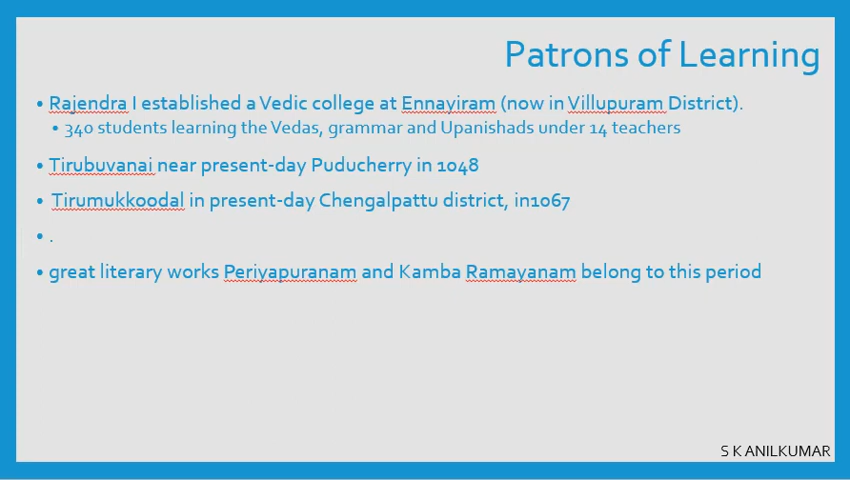 Patrons of Learning
• Rajendra I established a Vedic college at Ennayiram (now in Villupuram District).
• 340 students learning the Vedas, grammar and Upanishads under 14 teachers
• Tirubuvanai near present-day Puducherry in 1048
• Tirumukkoodal in present-day Chengalpattu district, in1067
• .
• great literary works Periyapuranam and Kamba Ramayanam belong to this period
S K ANILKUMAR